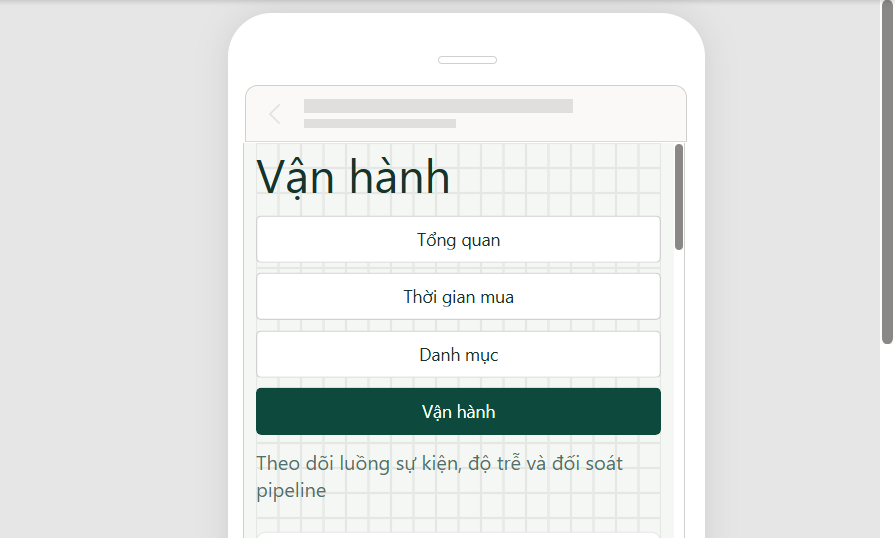 Vận hành
Tổng quan
Thời gian mua
Danh mục
Vận hành
Theo dõi luồng sự kiện, độ trễ và đối soát
pipeline